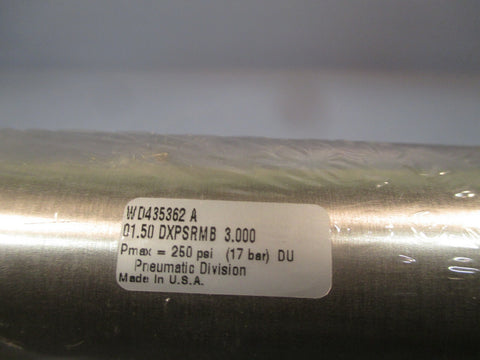 WD435362 A
01.50 DXPSRMB 3.000
Pmax = 250 psi (17 bar) DU
Pneumatic Division
Made In U.S.A.